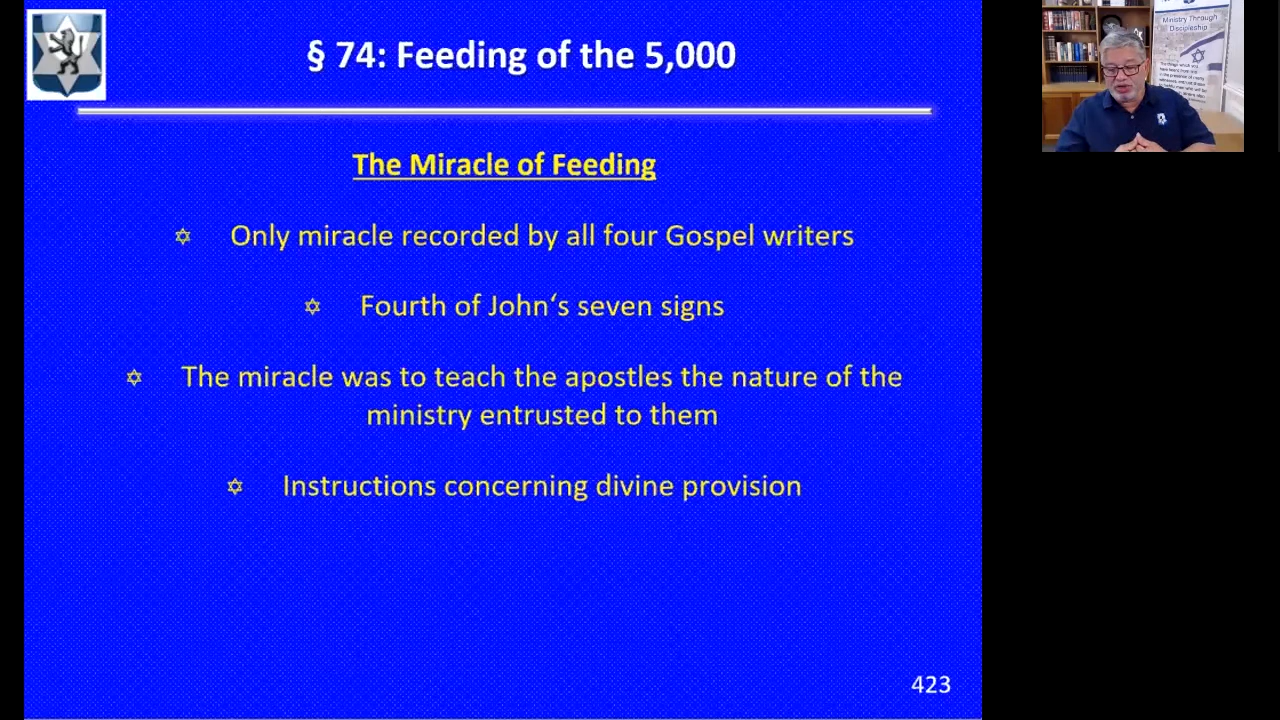 § 74: Feeding of the 5,000
The Miracle of Feeding
Only miracle recorded by all four Gospel writers
Fourth of John‘s seven signs
The miracle was to teach the apostles the nature of the
ministry entrusted to them
Instructions concerning divine provision
423
Ministry Through
Discipleship